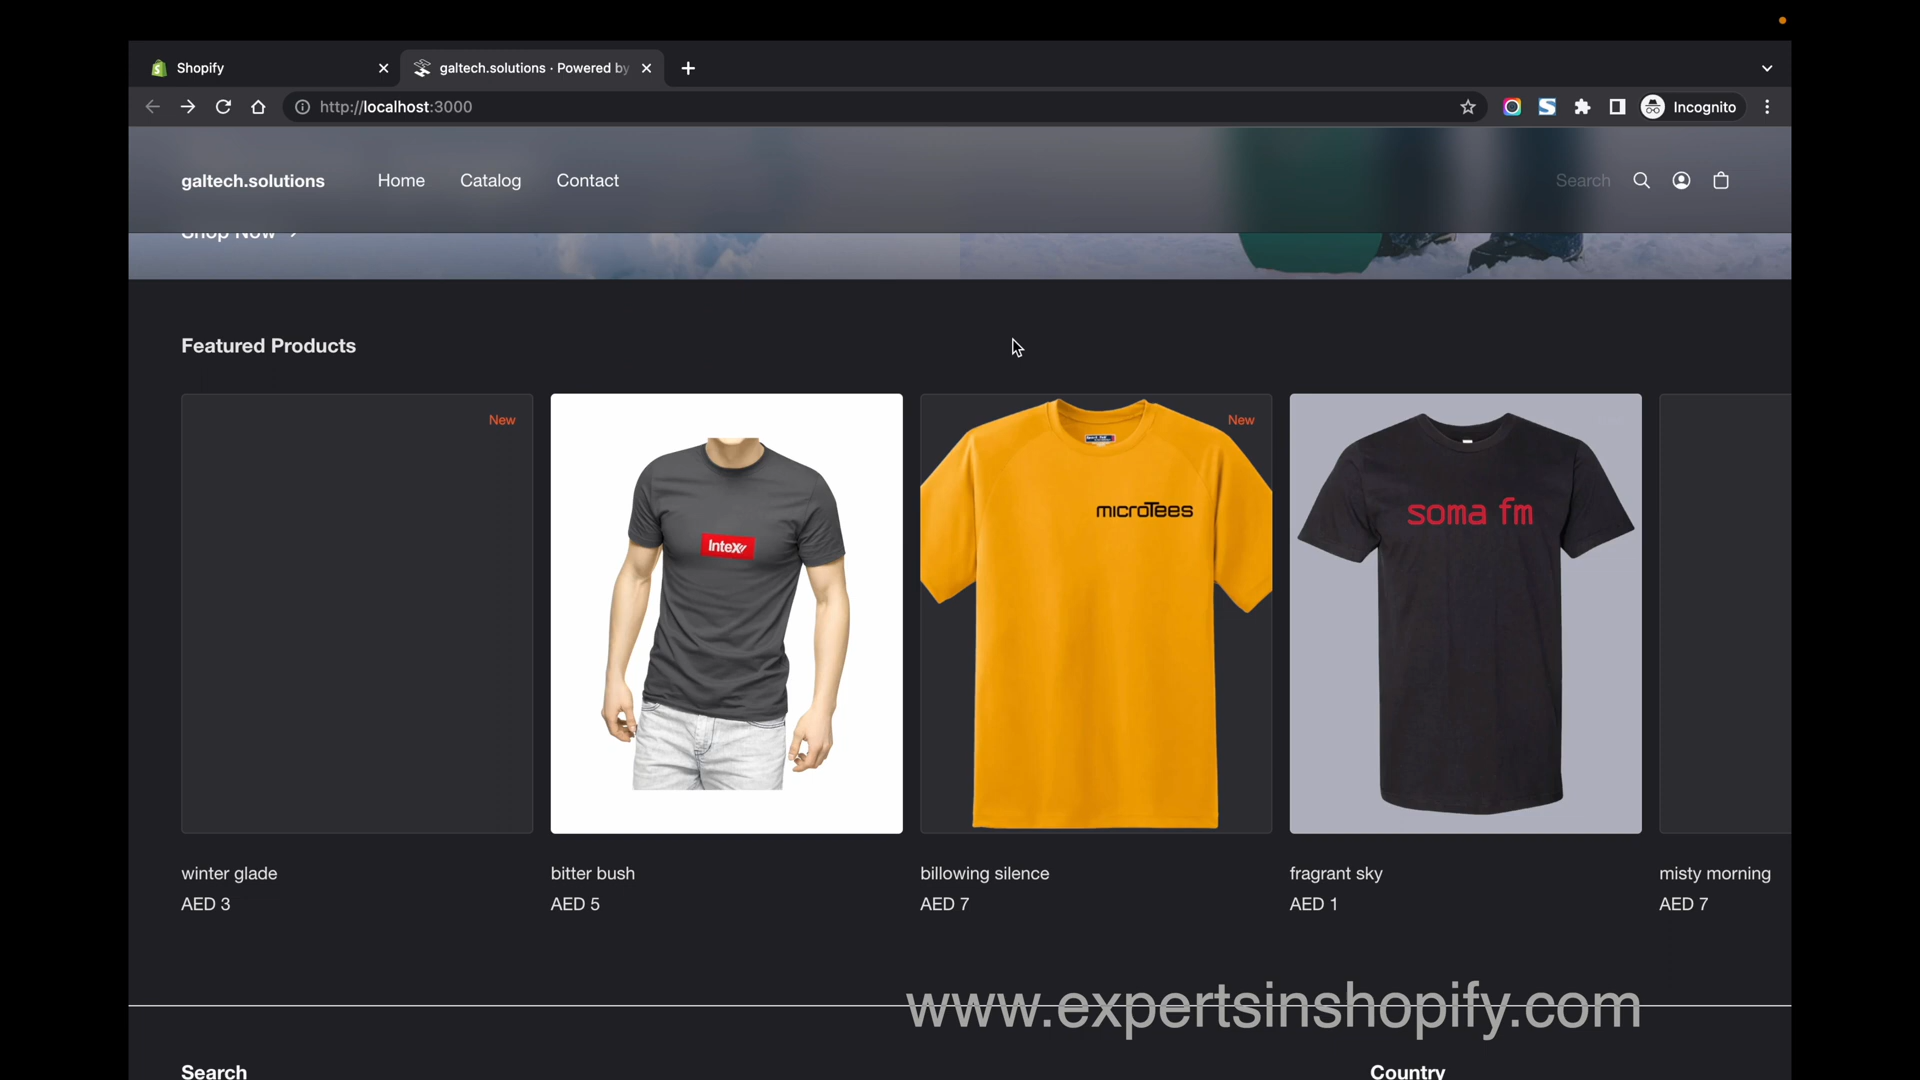 Shopify
galtech.solutions · Powered by
http://localhost:3000
Incognito
galtech.solutions
Home
Catalog
Contact
Search
Shop Now
Featured Products
New
Intex
New
microTees
soma fm
winter glade
AED 3
bitter bush
AED 5
billowing silence
AED 7
fragrant sky
AED 1
misty morning
AED 7
www.expertsinshopify.com
Search
Country